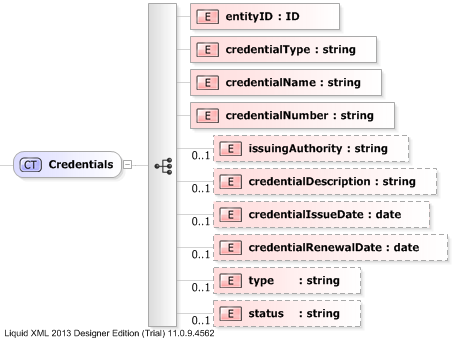 E entityID : ID
E credentialType : string
E credentialName : string
E credentialNumber : string
0..1 E issuingAuthority : string
CT Credentials
0..1 E credentialDescription : string
0..1 E credentialIssueDate : date
0..1 E credentialRenewalDate : date
0..1 E type : string
0..1 E status : string
Liquid XML 2013 Designer Edition (Trial) 11.0.9.4562